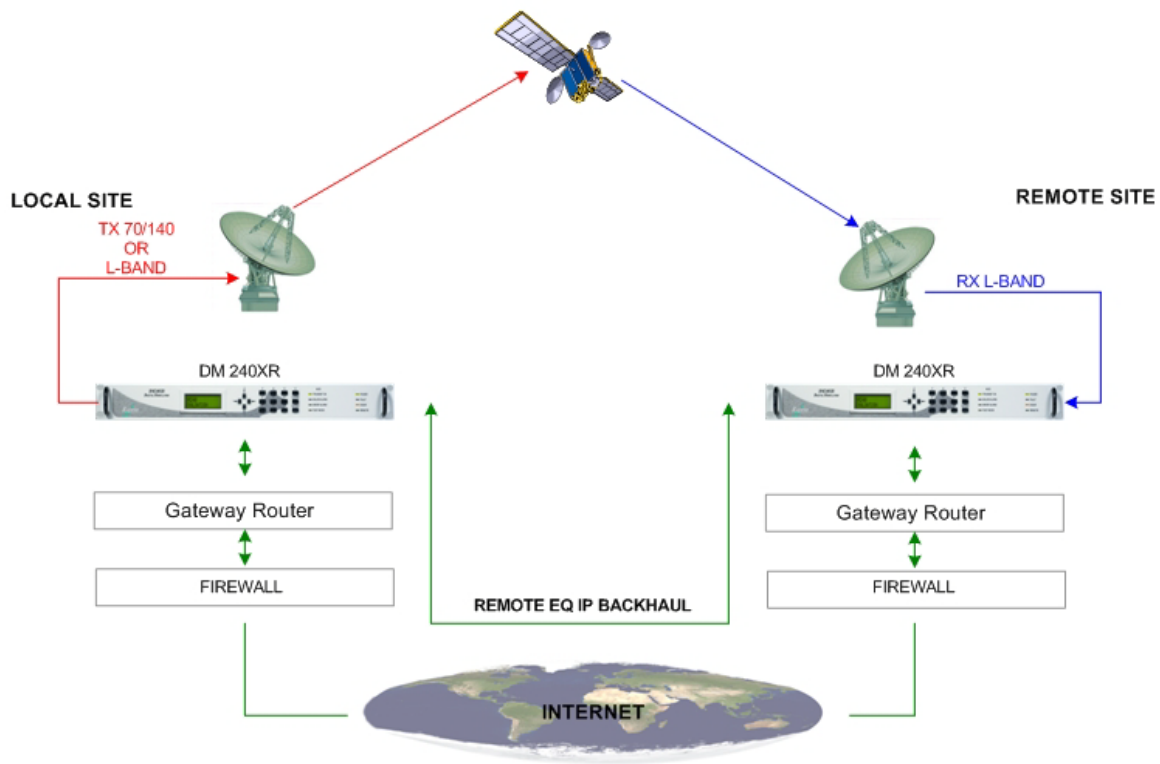 LOCAL SITE
REMOTE SITE
TX 70/140
OR
L-BAND
RX L-BAND
DM 240XR
DM 240XR
Gateway Router
Gateway Router
FIREWALL
FIREWALL
REMOTE EQ IP BACKHAUL
INTERNET